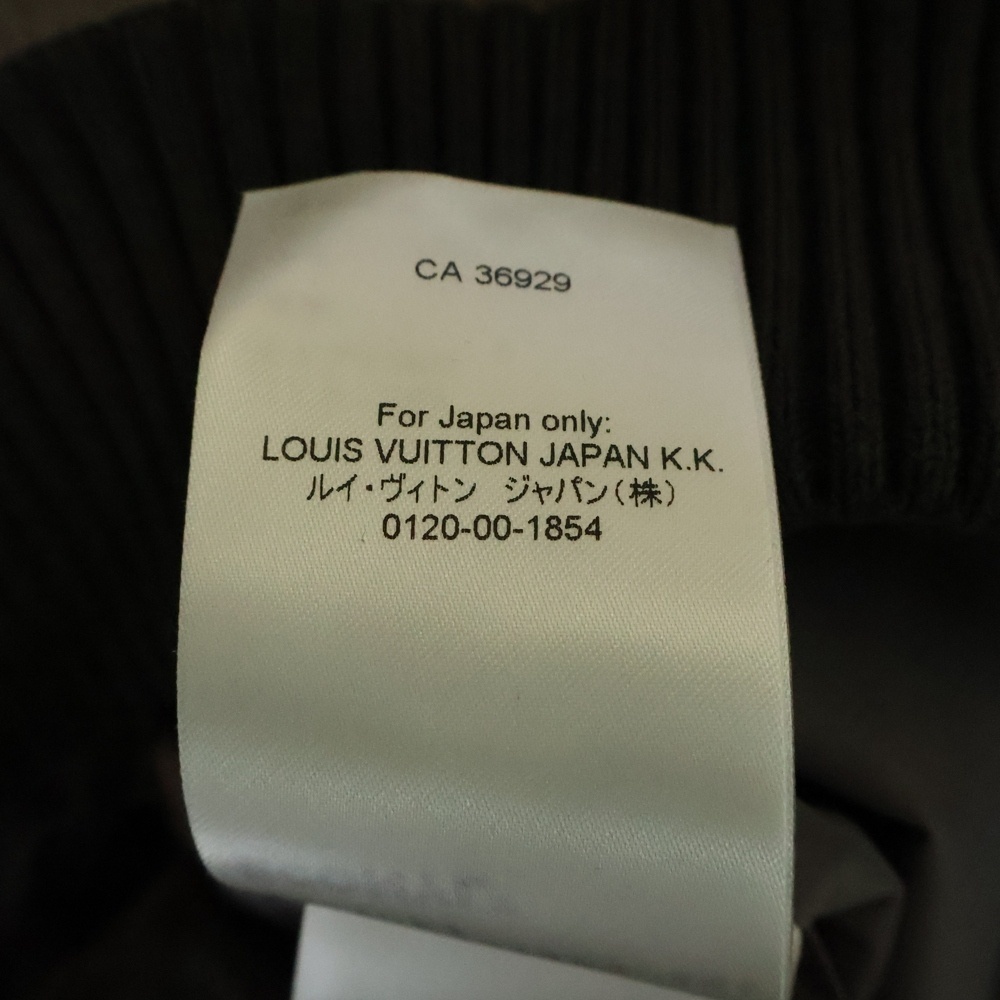 CA 36929
For Japan only:
LOUIS VUITTON JAPAN K.K.
ルイ・ヴィトン ジャパン(株)
0120-00-1854